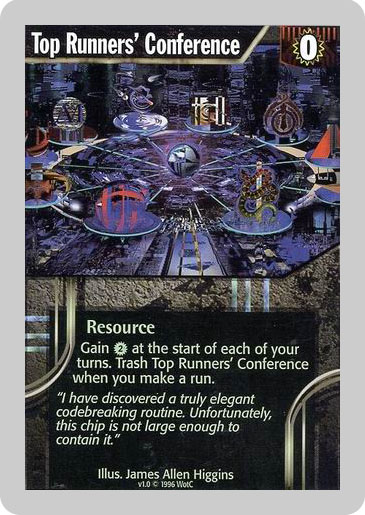 Top Runners' Conference
0
Resource
Gain 2 at the start of each of your
turns. Trash Top Runners' Conference
when you make a run.
"I have discovered a truly elegant
codebreaking routine. Unfortunately,
this chip is not large enough to
contain it."
Illus. James Allen Higgins
v1.0 © 1996 WotC